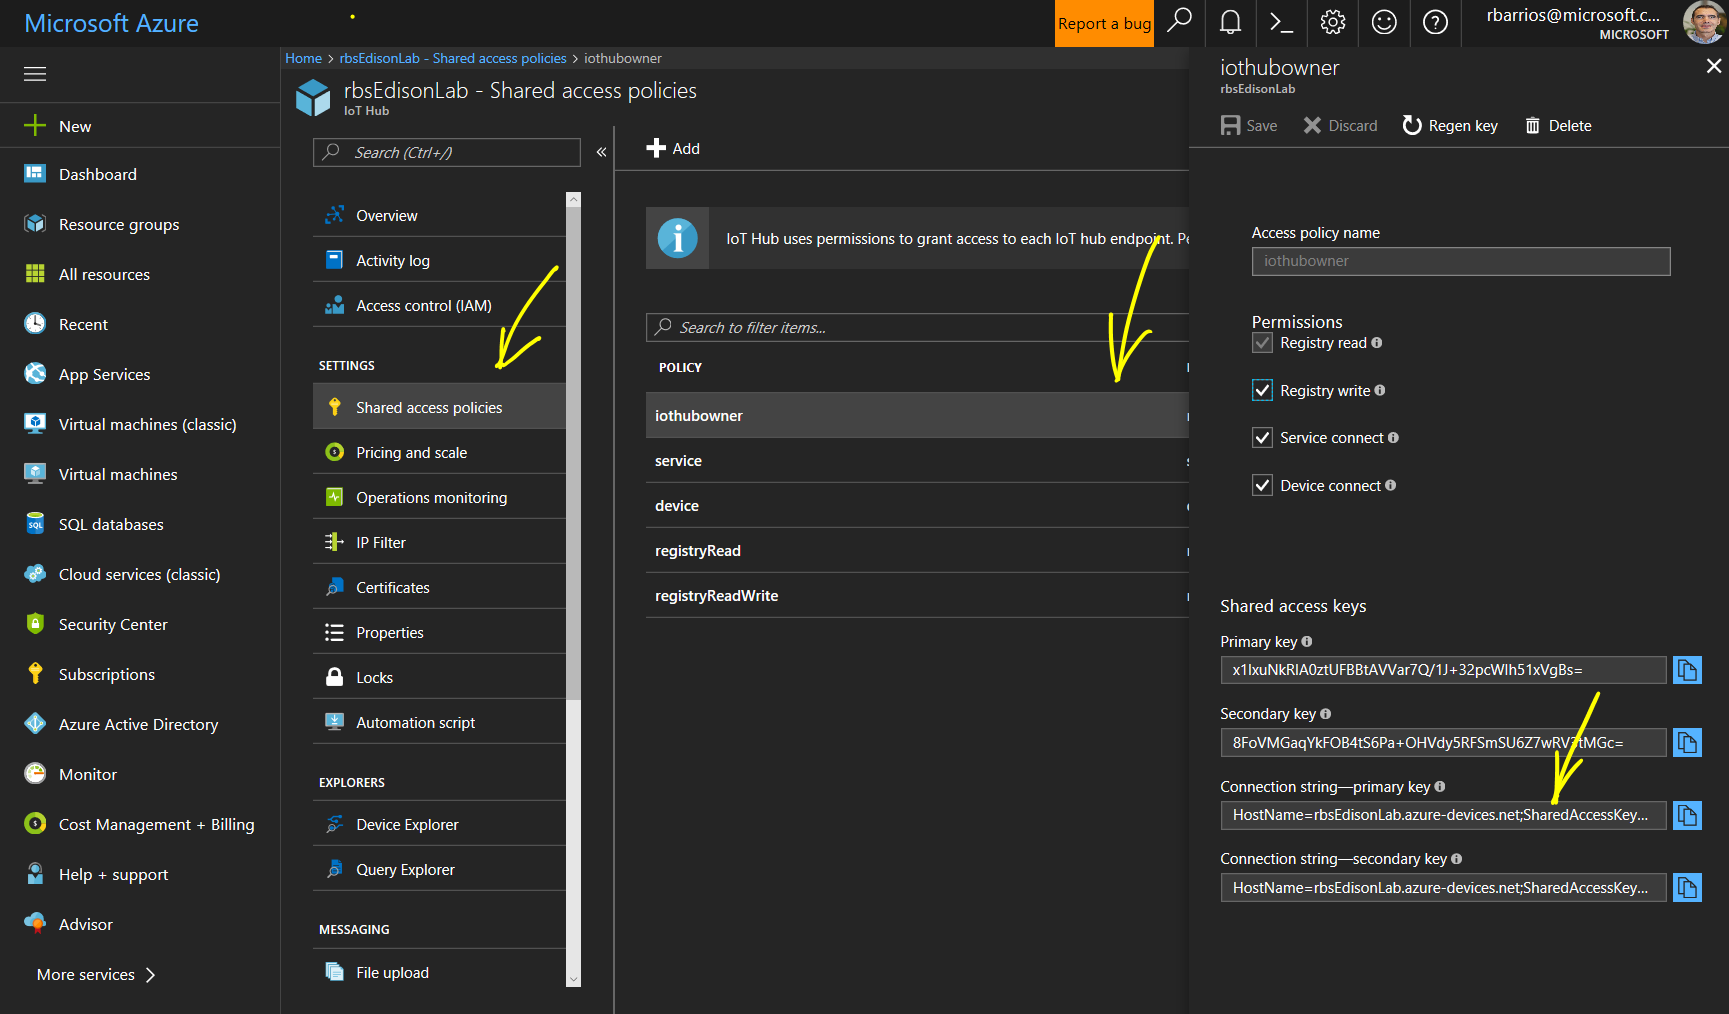 Microsoft Azure
Report a bug
rbarrios@microsoft.c...
MICROSOFT
Home > rbsEdisonLab - Shared access policies > iothubowner
rbsEdisonLab - Shared access policies
IoT Hub
New
Dashboard
Resource groups
All resources
Recent
App Services
Virtual machines (classic)
Virtual machines
SQL databases
Cloud services (classic)
Security Center
Subscriptions
Azure Active Directory
Monitor
Cost Management + Billing
Help + support
Advisor
More services >
Search (Ctrl+/)
«
Overview
Activity log
Access control (IAM)
SETTINGS
Shared access policies
Pricing and scale
Operations monitoring
IP Filter
Certificates
Properties
Locks
Automation script
EXPLORERS
Device Explorer
Query Explorer
MESSAGING
File upload
Add
IoT Hub uses permissions to grant access to each IoT hub endpoint. Pe
Search to filter items...
POLICY
iothubowner
service
device
registryRead
registryReadWrite
iothubowner
rbsEdisonLab
Save Discard Regen key Delete
Access policy name
iothubowner
Permissions
Registry read
Registry write
Service connect
Device connect
Shared access keys
Primary key
Secondary key
Connection string—primary key
HostName=rbsEdisonLab.azure-devices.net;SharedAccessKey...
Connection string—secondary key
HostName=rbsEdisonLab.azure-devices.net;SharedAccessKey...